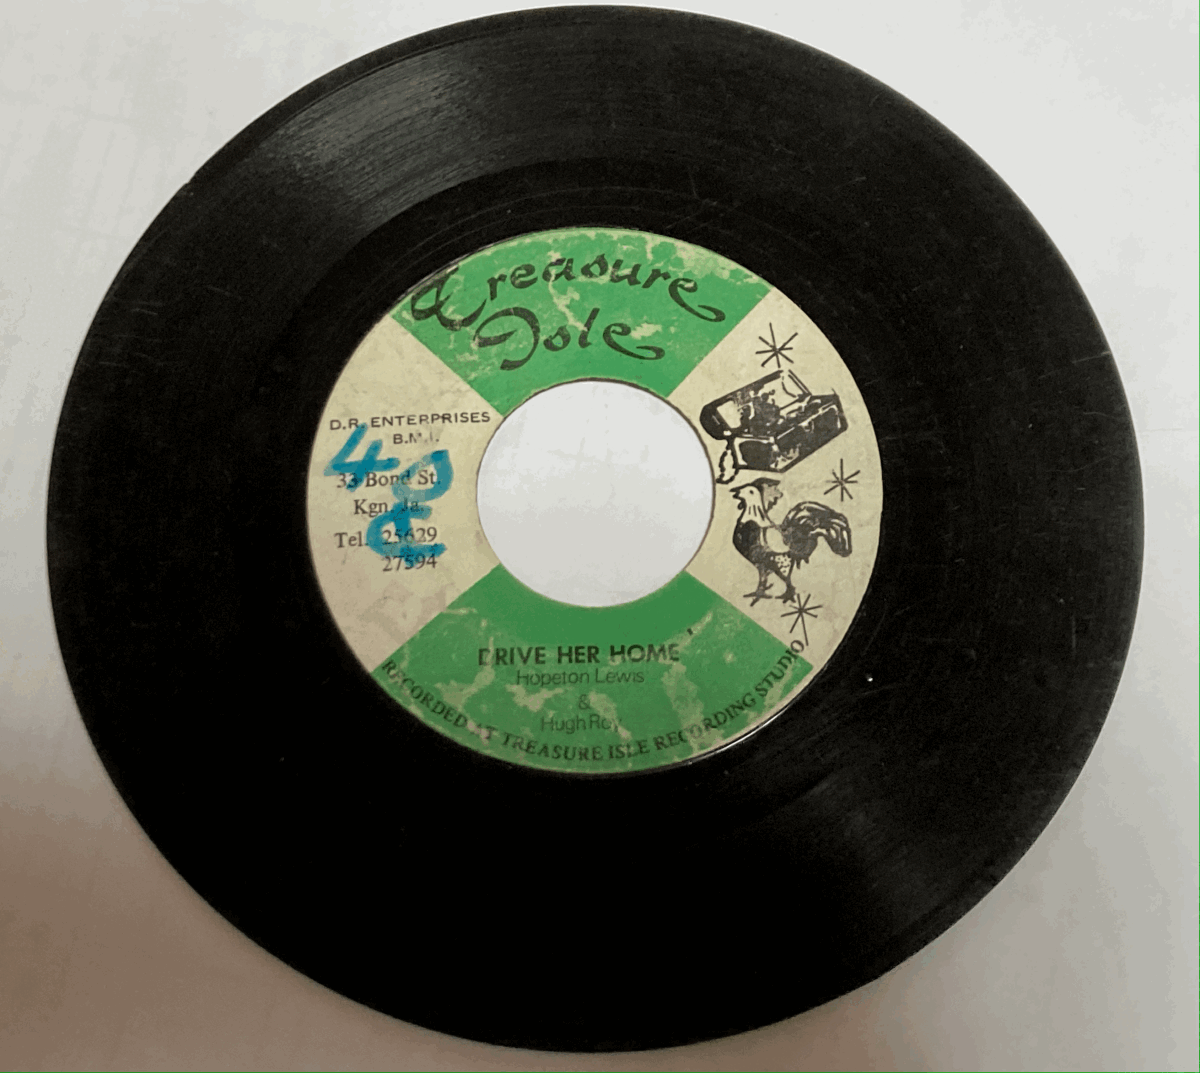 Treasure
Isle
D.R. ENTERPRISES
B.M.I.
33 Bond St.
Kgn. Ja.
Tel. 25629
27594
DRIVE HER HOME
Hopeton Lewis
&
Hugh Roy
RECORDED AT TREASURE ISLE RECORDING STUDIO